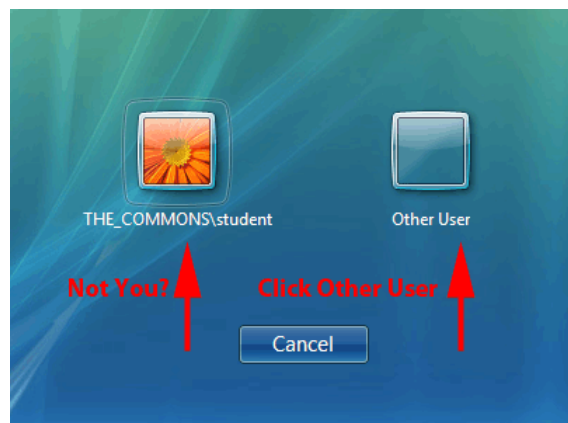 THE_COMMONS\student
Other User
Not You?
Click Other User
Cancel